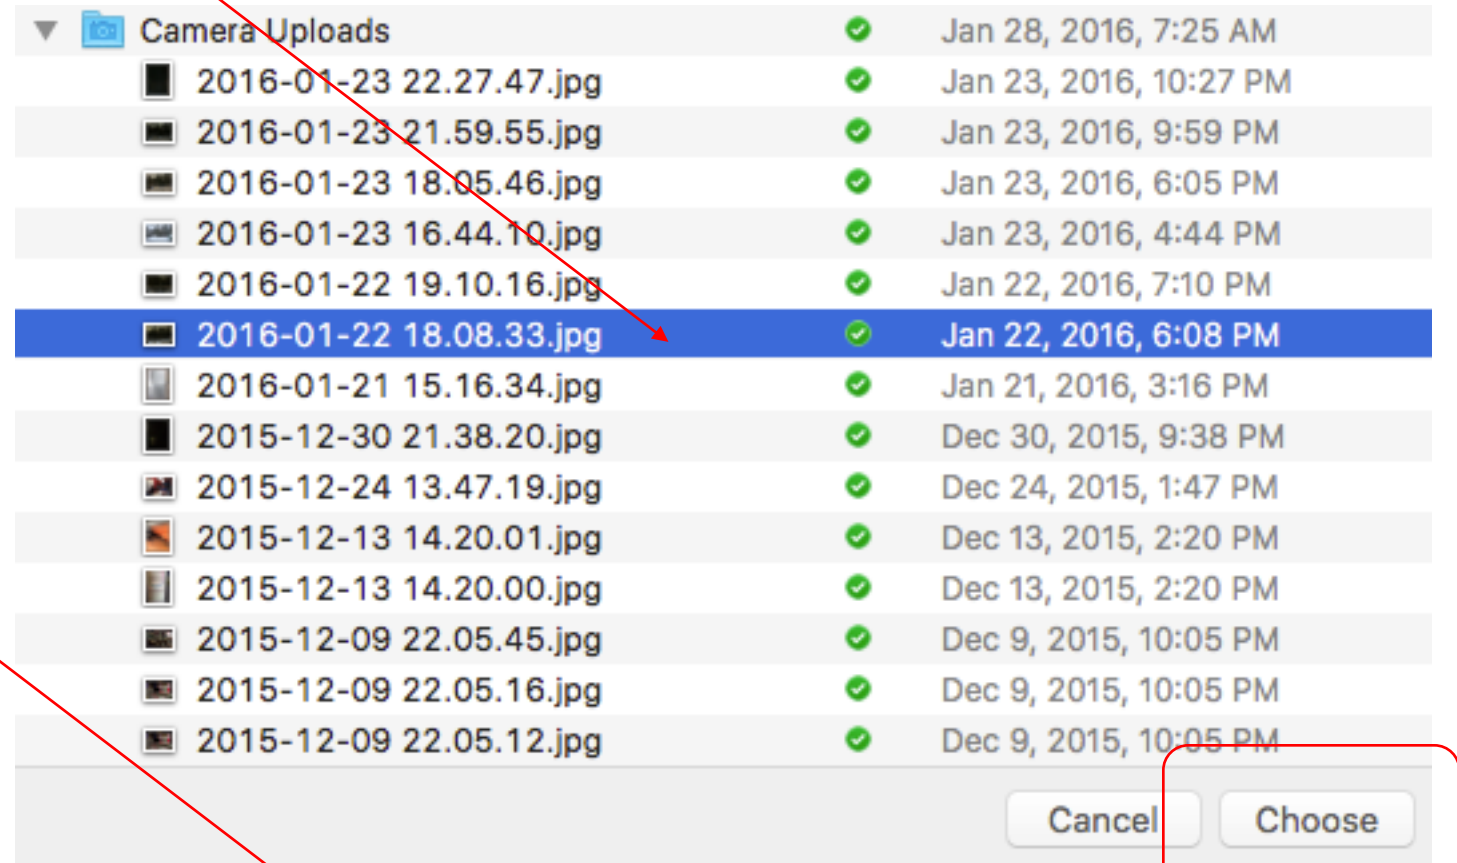 Camera Uploads Jan 28, 2016, 7:25 AM
2016-01-23 22.27.47.jpg Jan 23, 2016, 10:27 PM
2016-01-23 21.59.55.jpg Jan 23, 2016, 9:59 PM
2016-01-23 18.05.46.jpg Jan 23, 2016, 6:05 PM
2016-01-23 16.44.10.jpg Jan 23, 2016, 4:44 PM
2016-01-22 19.10.16.jpg Jan 22, 2016, 7:10 PM
2016-01-22 18.08.33.jpg Jan 22, 2016, 6:08 PM
2016-01-21 15.16.34.jpg Jan 21, 2016, 3:16 PM
2015-12-30 21.38.20.jpg Dec 30, 2015, 9:38 PM
2015-12-24 13.47.19.jpg Dec 24, 2015, 1:47 PM
2015-12-13 14.20.01.jpg Dec 13, 2015, 2:20 PM
2015-12-13 14.20.00.jpg Dec 13, 2015, 2:20 PM
2015-12-09 22.05.45.jpg Dec 9, 2015, 10:05 PM
2015-12-09 22.05.16.jpg Dec 9, 2015, 10:05 PM
2015-12-09 22.05.12.jpg Dec 9, 2015, 10:05 PM
Cancel Choose